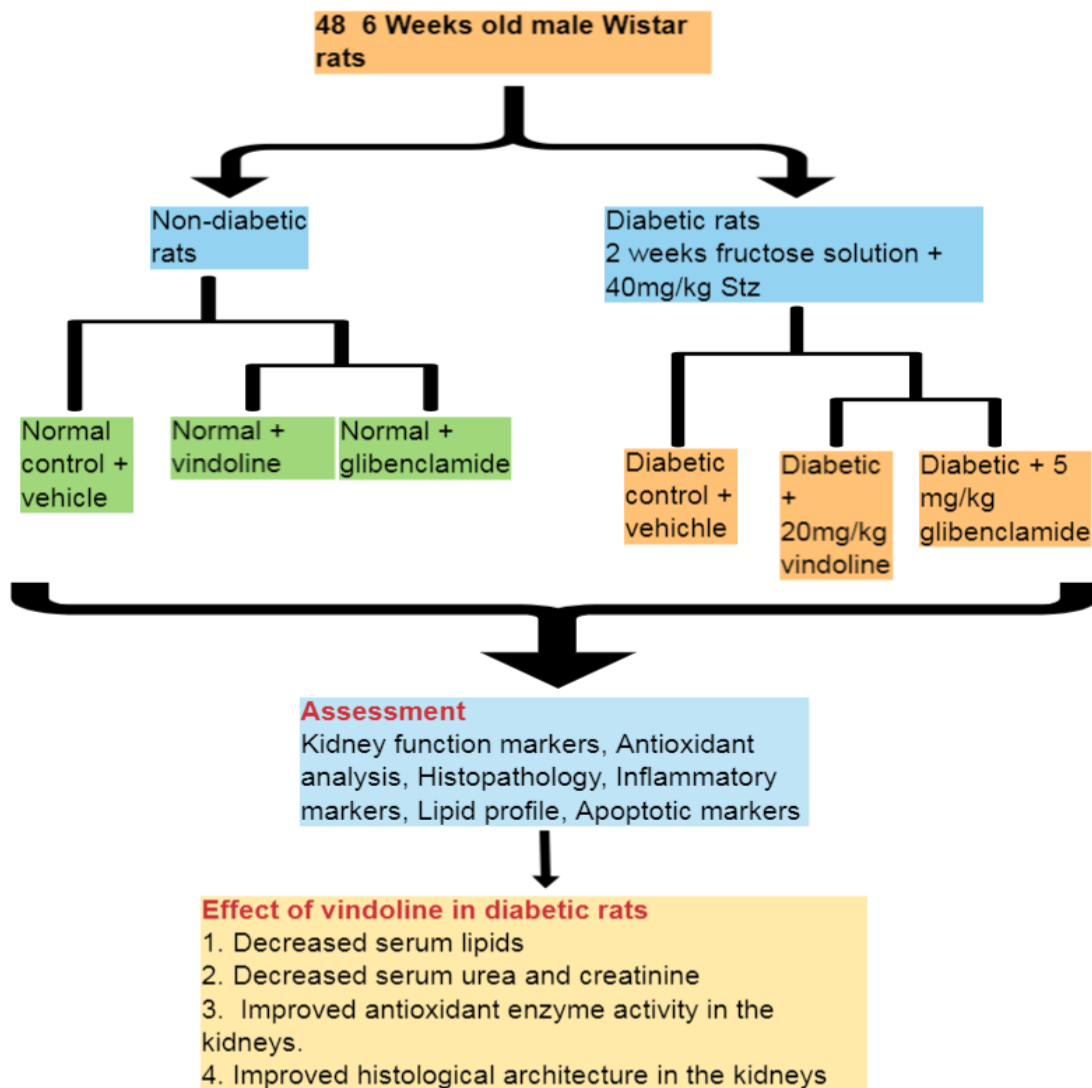 48  6 Weeks old male Wistar
rats
Non-diabetic
rats
Diabetic rats
2 weeks fructose solution +
40mg/kg Stz
Normal
control +
vehicle
Normal +
vindoline
Normal +
glibenclamide
Diabetic
control +
vehichle
Diabetic
+
20mg/kg
vindoline
Diabetic + 5
mg/kg
glibenclamide
Assessment
Kidney function markers, Antioxidant
analysis, Histopathology, Inflammatory
markers, Lipid profile, Apoptotic markers
Effect of vindoline in diabetic rats
1. Decreased serum lipids
2. Decreased serum urea and creatinine
3.  Improved antioxidant enzyme activity in the
kidneys.
4. Improved histological architecture in the kidneys